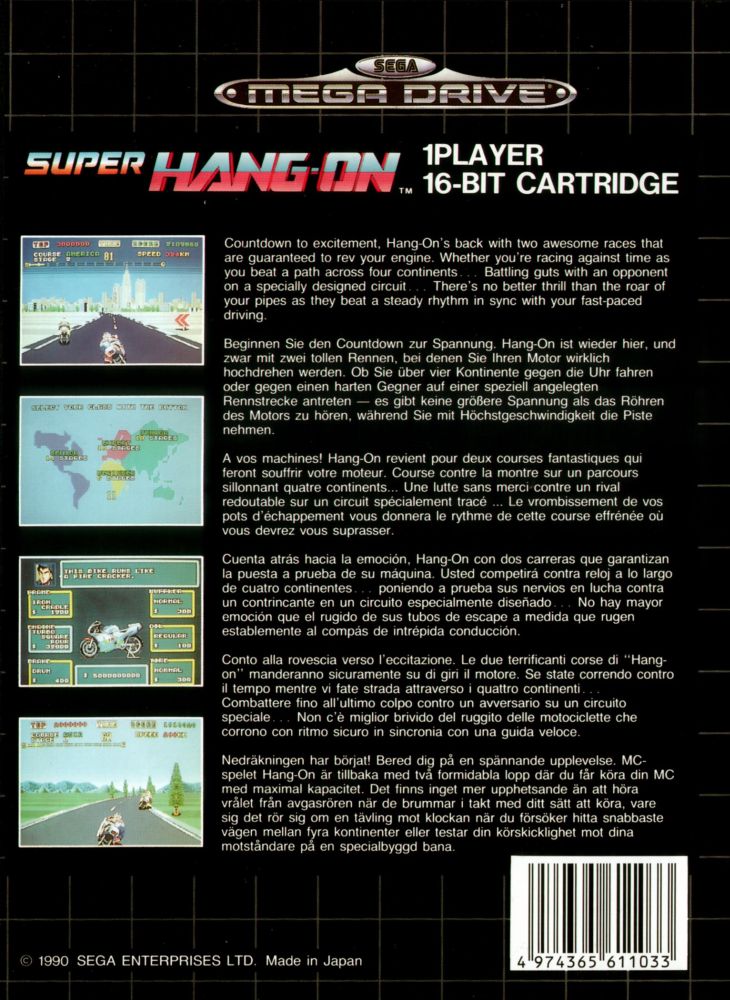 SEGA
MEGA DRIVE
SUPER HANG-ON™
1PLAYER
16-BIT CARTRIDGE
COURSE AMERICA 01
STAGE
SPEED
Countdown to excitement, Hang-On's back with two awesome races that
are guaranteed to rev your engine. Whether you're racing against time as
you beat a path across four continents... Battling guts with an opponent
on a specially designed circuit... There's no better thrill than the roar of
your pipes as they beat a steady rhythm in sync with your fast-paced
driving.
Beginnen Sie den Countdown zur Spannung. Hang-On ist wieder hier, und
zwar mit zwei tollen Rennen, bei denen Sie Ihren Motor wirklich
hochdrehen werden. Ob Sie über vier Kontinente gegen die Uhr fahren
oder gegen einen harten Gegner auf einer speziell angelegten
Rennstrecke antreten — es gibt keine größere Spannung als das Röhren
des Motors zu hören, während Sie mit Höchstgeschwindigkeit die Piste
nehmen.
SELECT YOUR CLASS WITH THE BUTTON
A vos machines! Hang-On revient pour deux courses fantastiques qui
feront souffrir votre moteur. Course contre la montre sur un parcours
sillonnant quatre continents... Une lutte sans merci contre un rival
redoutable sur un circuit spécialement tracé ... Le vrombissement de vos
pots d'échappement vous donnera le rythme de cette course effrénée où
vous devrez vous suprasser.
Cuenta atrás hacia la emoción, Hang-On con dos carreras que garantizan
la puesta a prueba de su máquina. Usted competirá contra reloj a lo largo
de cuatro continentes... poniendo a prueba sus nervios en lucha contra
un contrincante en un circuito especialmente diseñado... No hay mayor
emoción que el rugido de sus tubos de escape a medida que rugen
establemente al compás de intrépida conducción.
THIS BIKE RUNS LIKE
A FIRE CRACKER.
FRAME
IRON
CRADLE
MUFFLER
NORMAL
$ 300
ENGINE
TURBO
SQUARE
FOUR
OIL
REGULAR
$ 100
BRAKE
DRUM
$ 400
NORMAL
$ 300
Conto alla rovescia verso l'eccitazione. Le due terrificanti corse di "Hang-
on" manderanno sicuramente su di giri il motore. Se state correndo contro
il tempo mentre vi fate strada attraverso i quattro continenti...
Combattere fino all'ultimo colpo contro un avversario su un circuito
speciale... Non c'è miglior brivido del ruggito delle motociclette che
corrono con ritmo sicuro in sincronia con una guida veloce.
Nedräkningen har börjat! Bered dig på en spännande upplevelse. MC-
spelet Hang-On är tillbaka med två formidabla lopp där du får köra din MC
med maximal kapacitet. Det finns inget mer upphetsande än att höra
vrålet från avgasrören när de brummar i takt med ditt sätt att köra, vare
sig det rör sig om en tävling mot klockan när du försöker hitta snabbaste
vägen mellan fyra kontinenter eller testar din körskicklighet mot dina
motståndare på en specialbyggd bana.
© 1990 SEGA ENTERPRISES LTD. Made in Japan
4 974365 611033